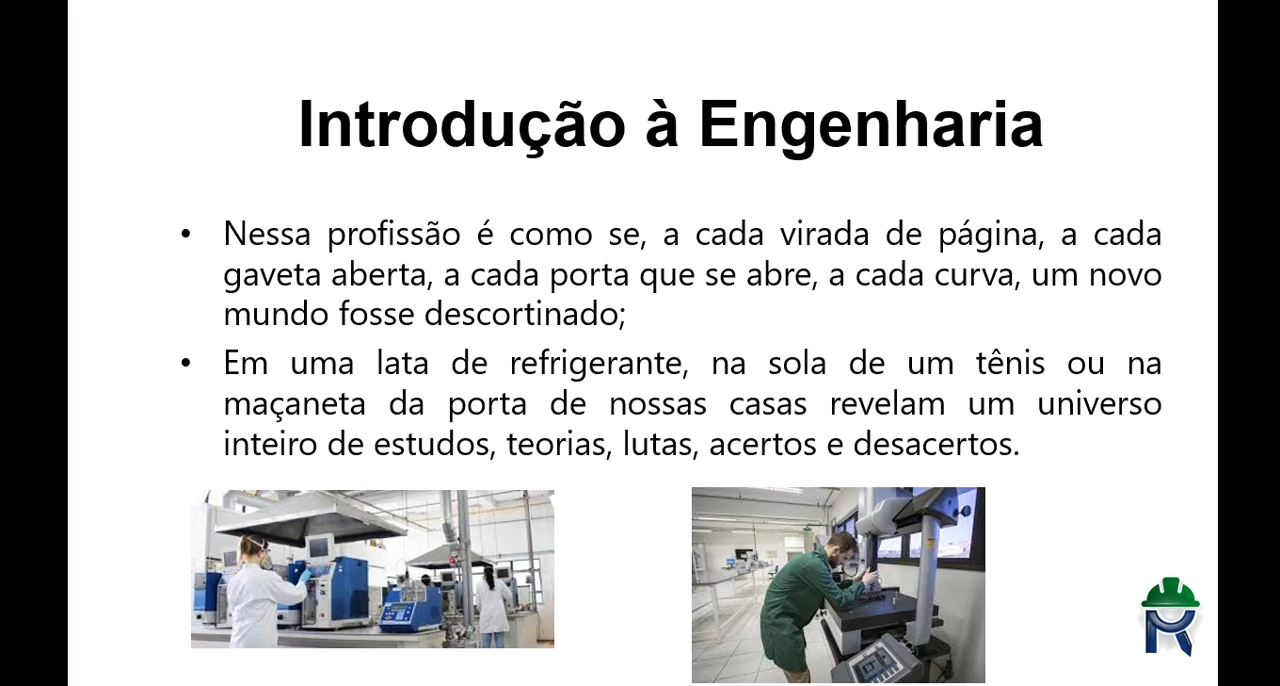 Introdução à Engenharia
• Nessa profissão é como se, a cada virada de página, a cada
gaveta aberta, a cada porta que se abre, a cada curva, um novo
mundo fosse descortinado;
• Em uma lata de refrigerante, na sola de um tênis ou na
maçaneta da porta de nossas casas revelam um universo
inteiro de estudos, teorias, lutas, acertos e desacertos.
R